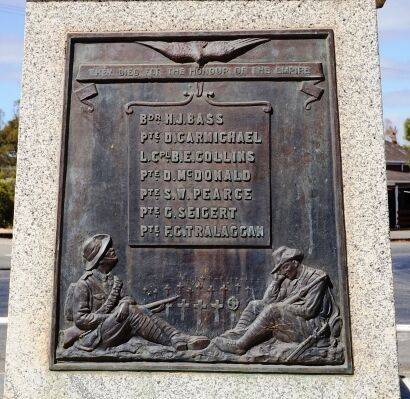 THEY DIED FOR THE HONOUR OF THE EMPIRE
BDR H.J.BASS
PTE D.CARMICHAEL
L.CPL B.E.COLLINS
PTE D.McDONALD
PTE S.W.PEARCE
PTE G.SEIGERT
PTE F.G.TRALAGGAN